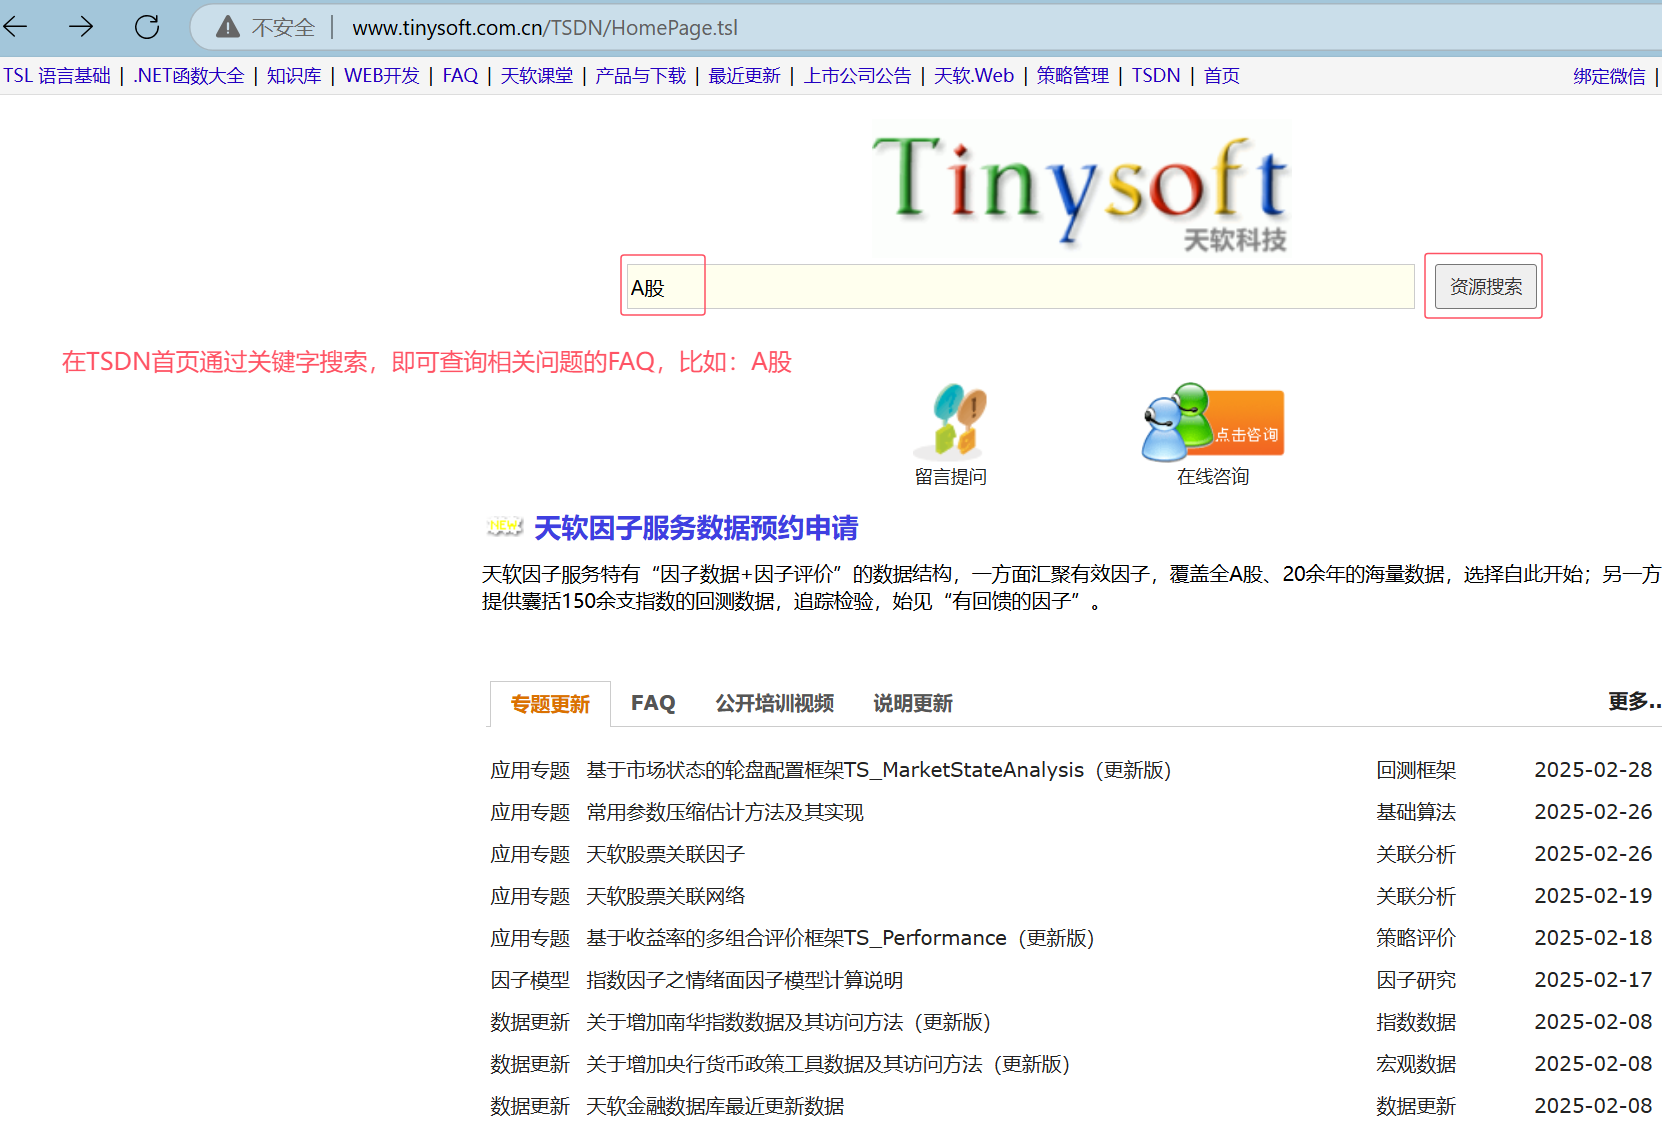 不安全 | www.tinysoft.com.cn/TSDN/HomePage.tsl
TSL 语言基础 | .NET函数大全 | 知识库 | WEB开发 | FAQ | 天软课堂 | 产品与下载 | 最近更新 | 上市公司公告 | 天软.Web | 策略管理 | TSDN | 首页 绑定微信 |
Tinysoft
天软科技
A股 资源搜索
在TSDN首页通过关键字搜索，即可查询相关问题的FAQ，比如：A股
点击咨询
留言提问 在线咨询
NEW 天软因子服务数据预约申请
天软因子服务特有“因子数据+因子评价”的数据结构，一方面汇聚有效因子，覆盖全A股、20余年的海量数据，选择自此开始；另一方
提供囊括150余支指数的回测数据，追踪检验，始见“有回馈的因子”。
专题更新 FAQ 公开培训视频 说明更新 更多..
应用专题 基于市场状态的轮盘配置框架TS_MarketStateAnalysis（更新版） 回测框架 2025-02-28
应用专题 常用参数压缩估计方法及其实现 基础算法 2025-02-26
应用专题 天软股票关联因子 关联分析 2025-02-26
应用专题 天软股票关联网络 关联分析 2025-02-19
应用专题 基于收益率的多组合评价框架TS_Performance（更新版） 策略评价 2025-02-18
因子模型 指数因子之情绪面因子模型计算说明 因子研究 2025-02-17
数据更新 关于增加南华指数数据及其访问方法（更新版） 指数数据 2025-02-08
数据更新 关于增加央行货币政策工具数据及其访问方法（更新版） 宏观数据 2025-02-08
数据更新 天软金融数据库最近更新数据 数据更新 2025-02-08